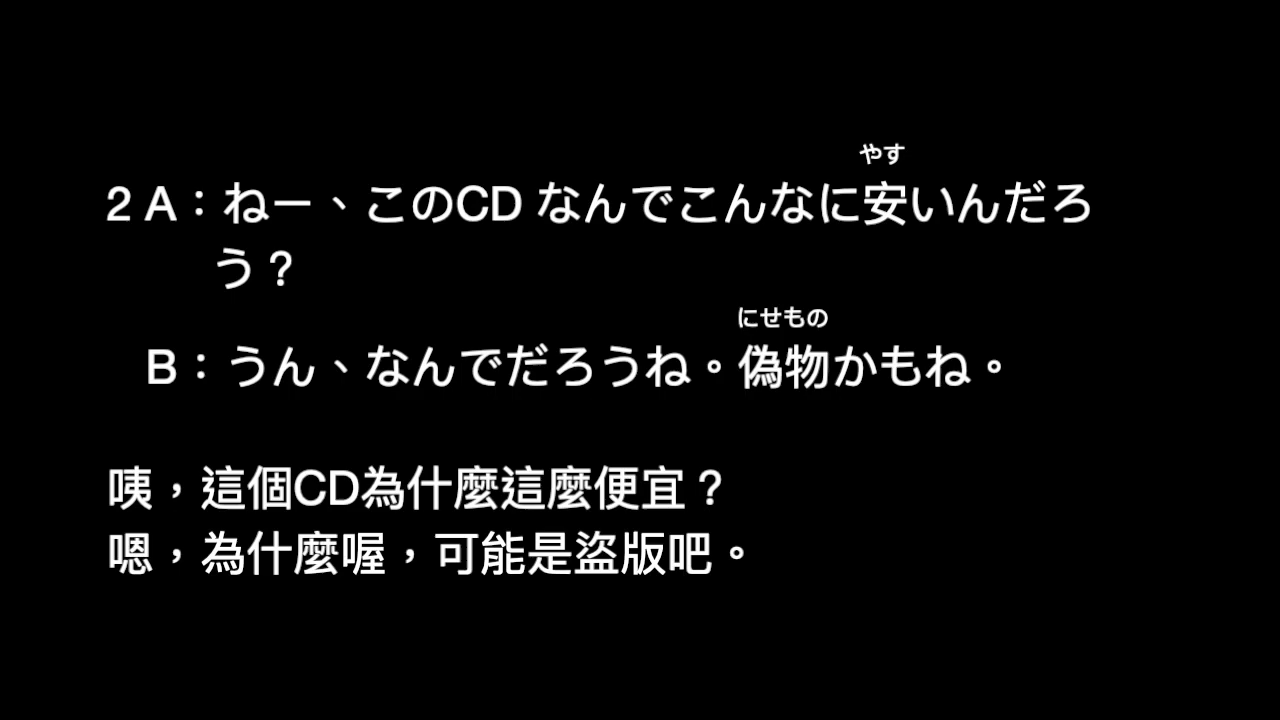 やす
2 A：ねー、このCD なんでこんなに安いんだろ
う？
にせもの
B：うん、なんでだろうね。偽物かもね。
咦，這個CD為什麼這麼便宜？
嗯，為什麼喔，可能是盜版吧。